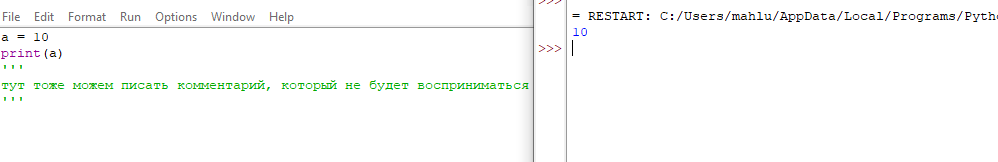 File Edit Format Run Options Window Help
a = 10
print(a)
'''
тут тоже можем писать комментарий, который не будет восприниматься
'''
>>>
= RESTART: C:/Users/mahlu/AppData/Local/Programs/Pytho
10
>>>